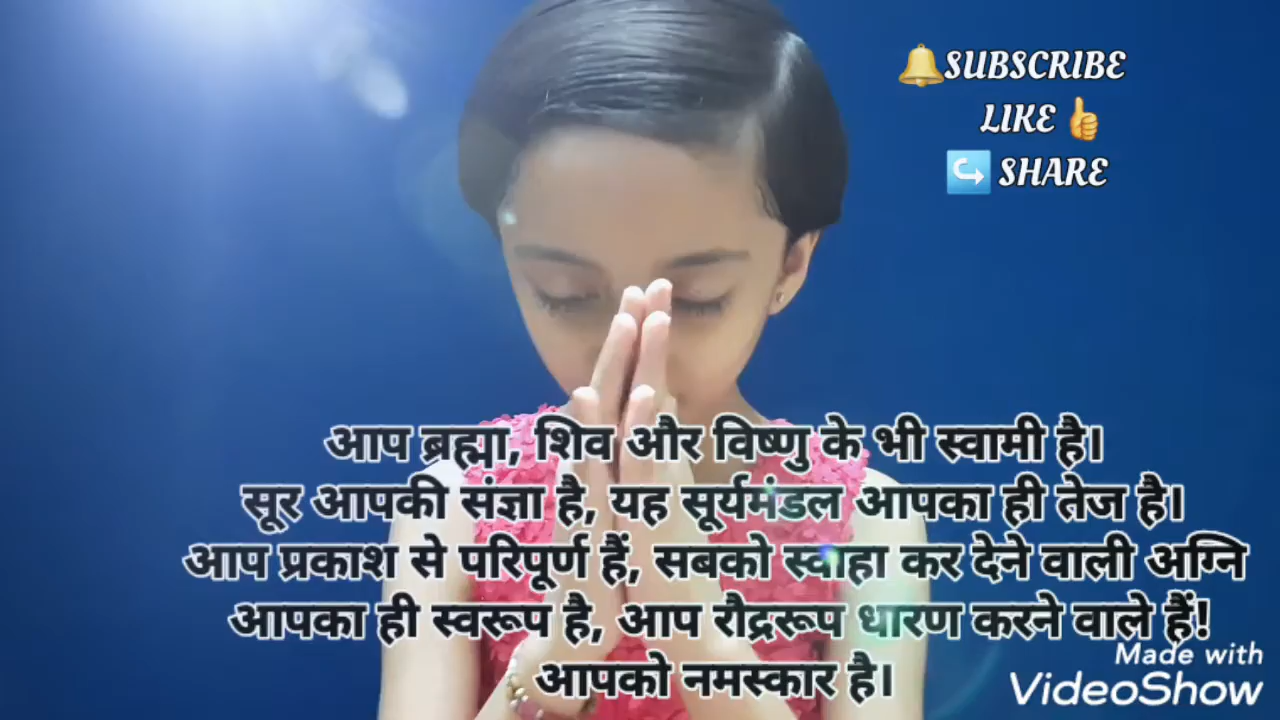 🔔SUBSCRIBE
LIKE👍
↪️ SHARE
आप ब्रह्मा, शिव और विष्णु के भी स्वामी है।
सूर आपकी संज्ञा है, यह सूर्यमंडल आपका ही तेज है।
आप प्रकाश से परिपूर्ण हैं, सबको स्वाहा कर देने वाली अग्नि
आपका ही स्वरूप है, आप रौद्ररूप धारण करने वाले हैं!
आपको नमस्कार है।
Made with
VideoShow